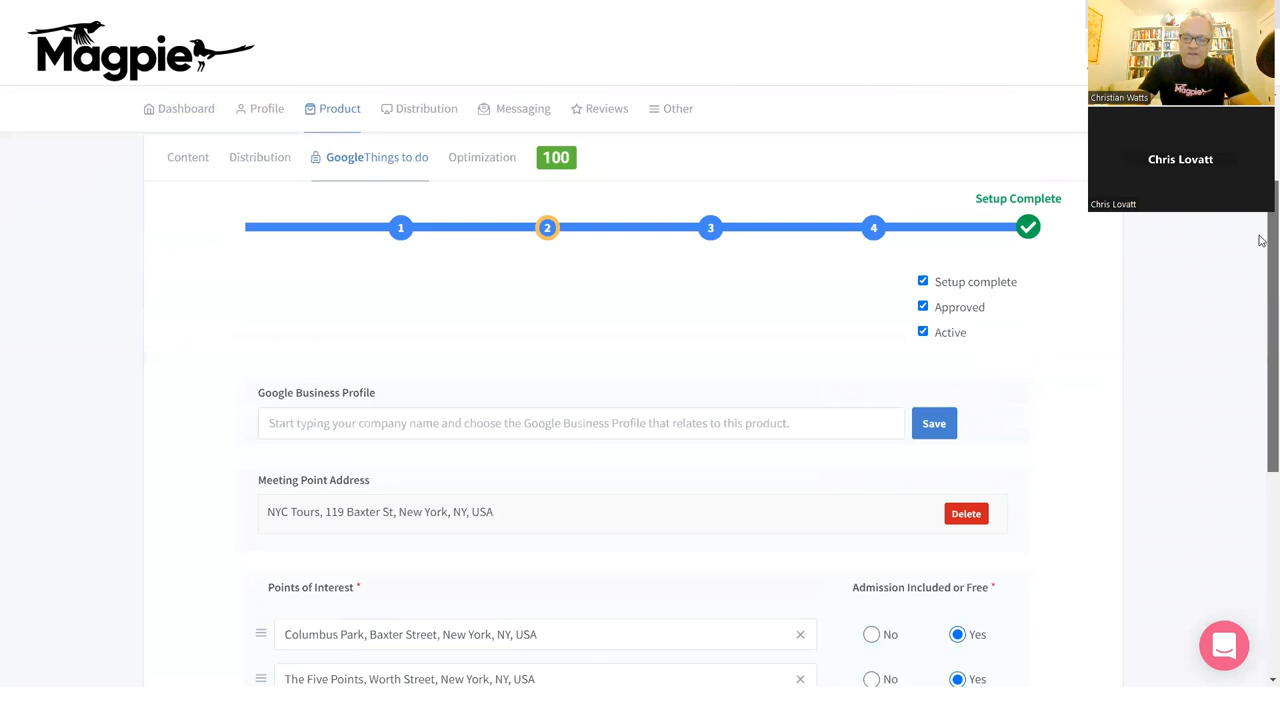 Magpie
Dashboard Profile Product Distribution Messaging Reviews Other
Content Distribution GoogleThings to do Optimization 100
Setup Complete
1 2 3 4
Setup complete
Approved
Active
Google Business Profile
Start typing your company name and choose the Google Business Profile that relates to this product. Save
Meeting Point Address
NYC Tours, 119 Baxter St, New York, NY, USA Delete
Points of Interest * Admission Included or Free *
Columbus Park, Baxter Street, New York, NY, USA × No Yes
The Five Points, Worth Street, New York, NY, USA × No Yes
Magpie
Christian Watts
Chris Lovatt
Chris Lovatt